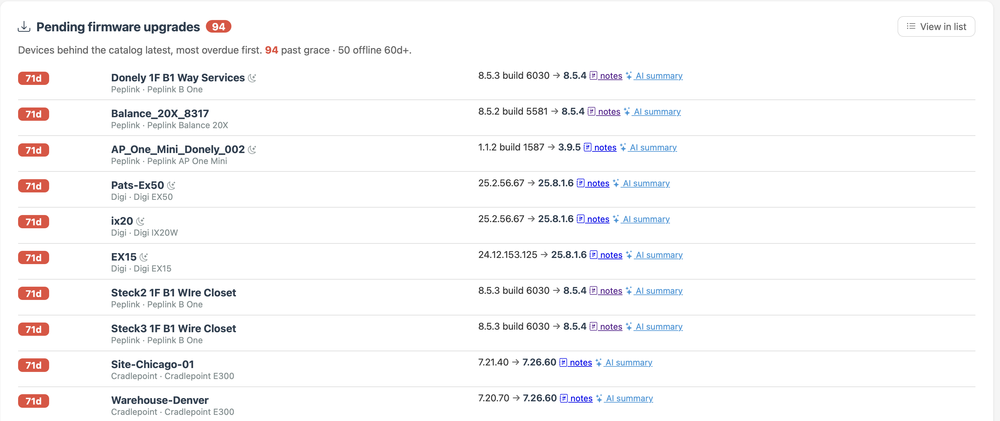 Pending firmware upgrades 94
View in list
Devices behind the catalog latest, most overdue first. 94 past grace · 50 offline 60d+.
71d Donely 1F B1 Way Services 8.5.3 build 6030 → 8.5.4 notes AI summary
Peplink · Peplink B One
71d Balance_20X_8317 8.5.2 build 5581 → 8.5.4 notes AI summary
Peplink · Peplink Balance 20X
71d AP_One_Mini_Donely_002 1.1.2 build 1587 → 3.9.5 notes AI summary
Peplink · Peplink AP One Mini
71d Pats-Ex50 25.2.56.67 → 25.8.1.6 notes AI summary
Digi · Digi EX50
71d ix20 25.2.56.67 → 25.8.1.6 notes AI summary
Digi · Digi IX20W
71d EX15 24.12.153.125 → 25.8.1.6 notes AI summary
Digi · Digi EX15
71d Steck2 1F B1 WIre Closet 8.5.3 build 6030 → 8.5.4 notes AI summary
Peplink · Peplink B One
71d Steck3 1F B1 Wire Closet 8.5.3 build 6030 → 8.5.4 notes AI summary
Peplink · Peplink B One
71d Site-Chicago-01 7.21.40 → 7.26.60 notes AI summary
Cradlepoint · Cradlepoint E300
71d Warehouse-Denver 7.20.70 → 7.26.60 notes AI summary
Cradlepoint · Cradlepoint E300